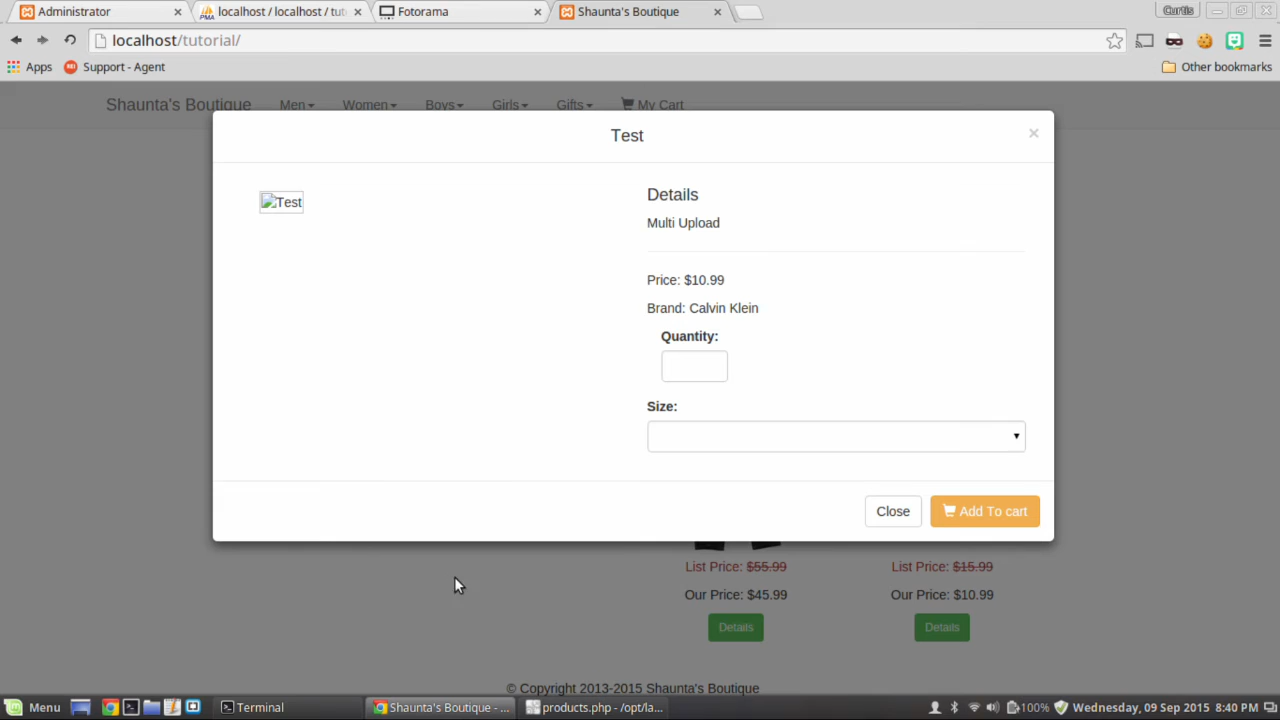 Administrator
localhost / localhost / tut
Fotorama
Shaunta's Boutique
Curtis
localhost/tutorial/
Apps
Support - Agent
Other bookmarks
Shaunta's Boutique Men Women Boys Girls Gifts My Cart
Test ×
Test
Details
Multi Upload
Price: $10.99
Brand: Calvin Klein
Quantity:
Size:
Close
Add To cart
List Price: $55.99
List Price: $15.99
Our Price: $45.99
Our Price: $10.99
Details
Details
© Copyright 2013-2015 Shaunta's Boutique
Menu
Terminal
Shaunta's Boutique - ...
products.php - /opt/la...
100%
Wednesday, 09 Sep 2015 8:40 PM